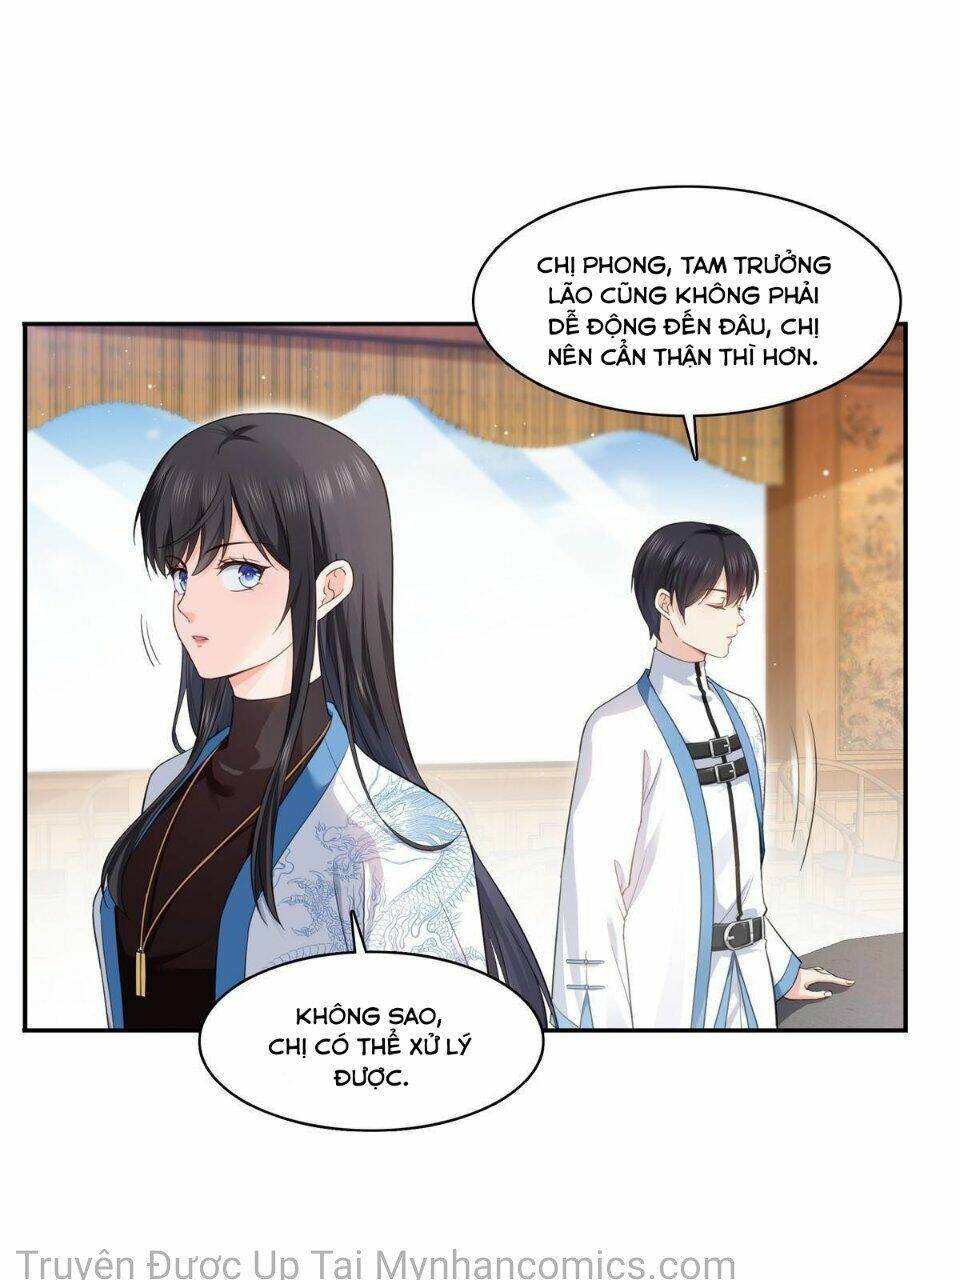 CHỊ PHONG, TAM TRƯỞNG
LÃO CŨNG KHÔNG PHẢI
DỄ ĐỘNG ĐẾN ĐÂU, CHỊ
NÊN CẨN THẬN THÌ HƠN.
KHÔNG SAO,
CHỊ CÓ THỂ XỬ LÝ
ĐƯỢC.
Truyện Được Up Tại Mynhancomics.com